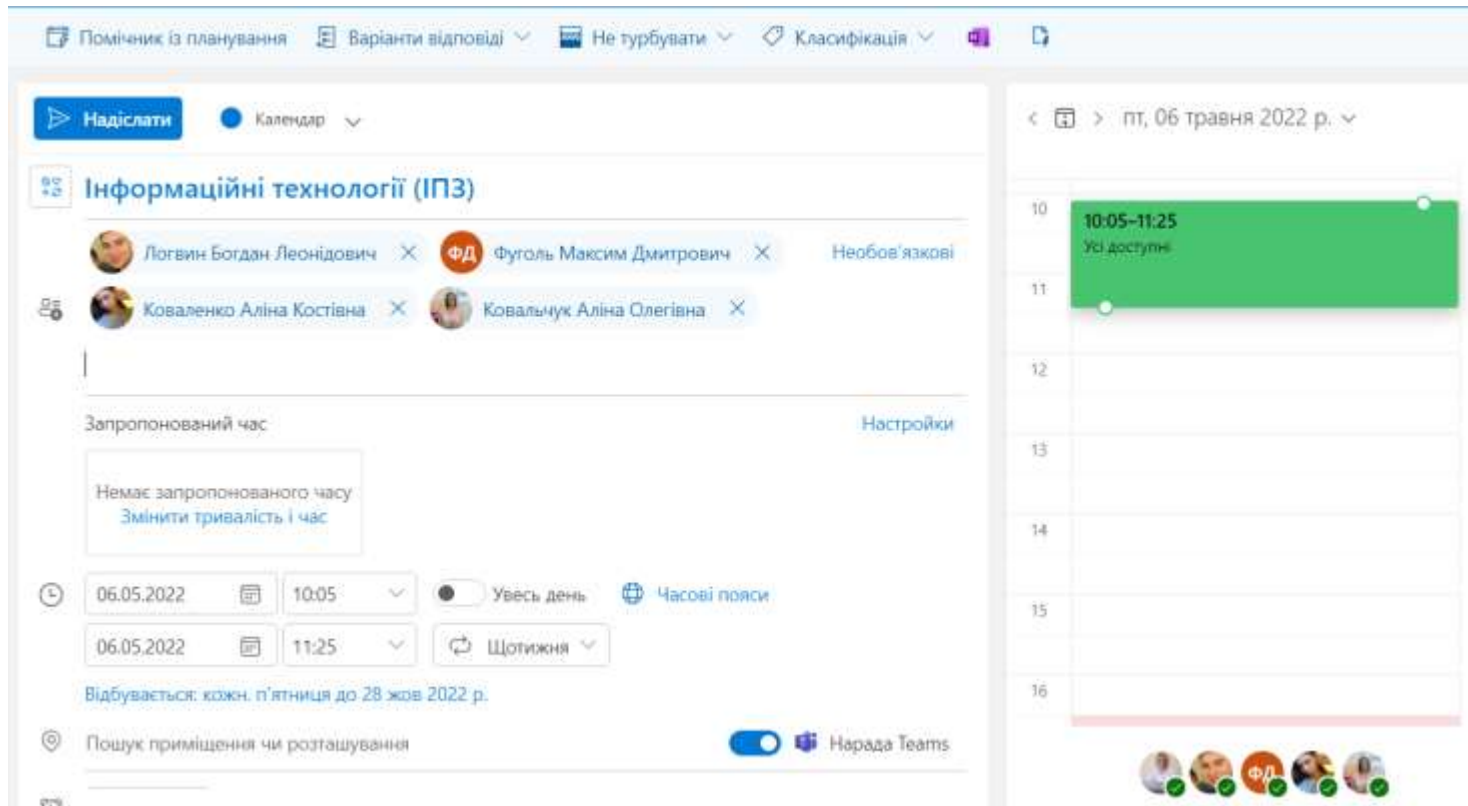 Помічник із планування Варіанти відповіді Не турбувати Класифікація
Надіслати Календар
пт, 06 травня 2022 р.
Інформаційні технології (ІПЗ)
Логвин Богдан Леонідович ФД Фуголь Максим Дмитрович Необов'язкові
Коваленко Аліна Костівна Ковальчук Аліна Олегівна
Запропонований час Настройки
Немає запропонованого часу
Змінити тривалість і час
06.05.2022 10:05 Увесь день Часові пояси
06.05.2022 11:25 Щотижня
Відбувається: кожн. п'ятниця до 28 жов 2022 р.
Пошук приміщення чи розташування Нарада Teams
10
10:05–11:25
Усі доступні
11
12
13
14
15
16
ФД